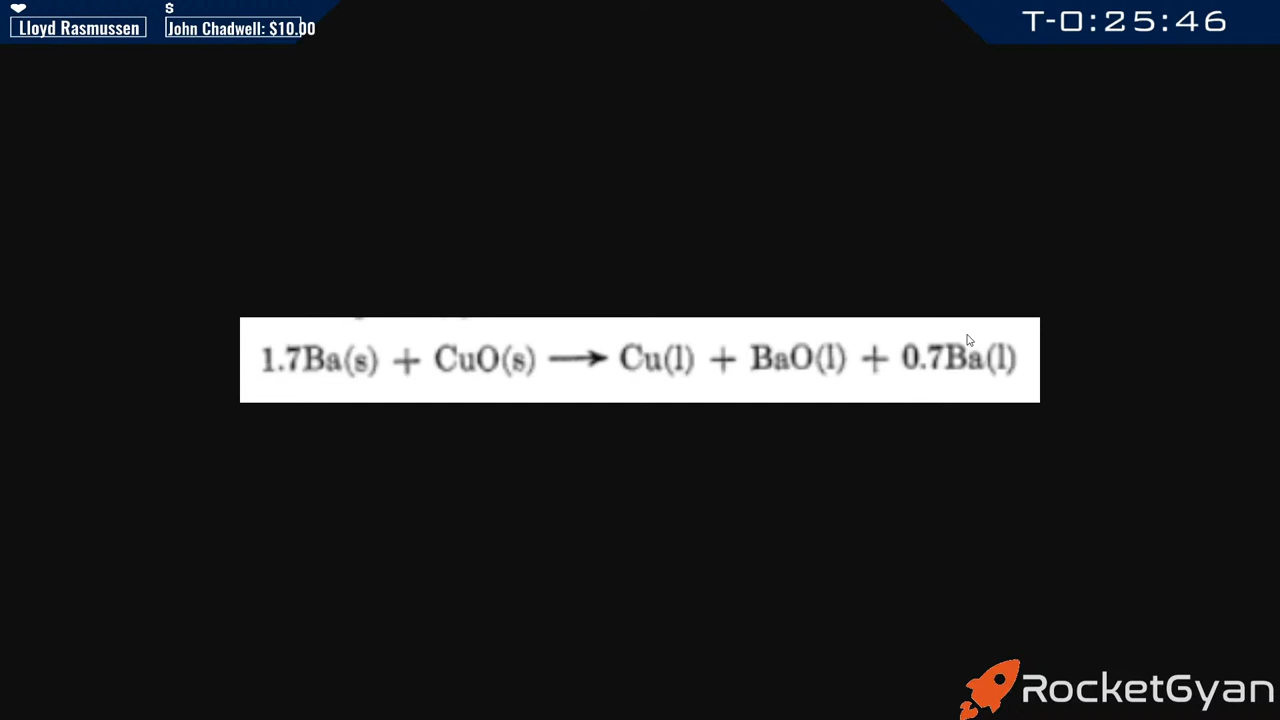 Lloyd Rasmussen
$
John Chadwell: $10.00
T-0:25:46
1.7Ba(s) + CuO(s) ⟶ Cu(l) + BaO(l) + 0.7Ba(l)
RocketGyan